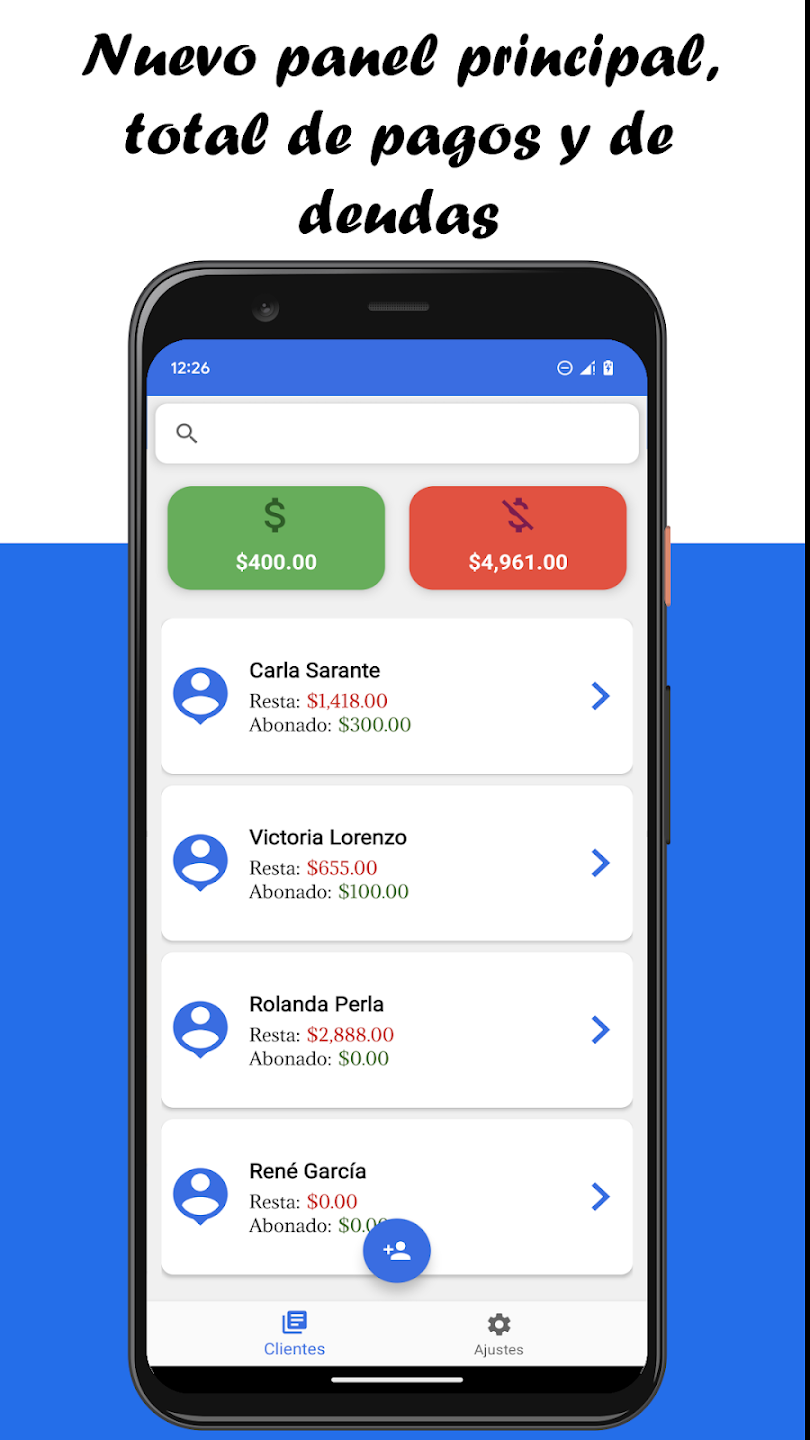 Nuevo panel principal,
total de pagos y de
deudas
12:26
$400.00
$4,961.00
Carla Sarante
Resta: $1,418.00
Abonado: $300.00
Victoria Lorenzo
Resta: $655.00
Abonado: $100.00
Rolanda Perla
Resta: $2,888.00
Abonado: $0.00
René García
Resta: $0.00
Abonado: $0.00
Clientes
Ajustes